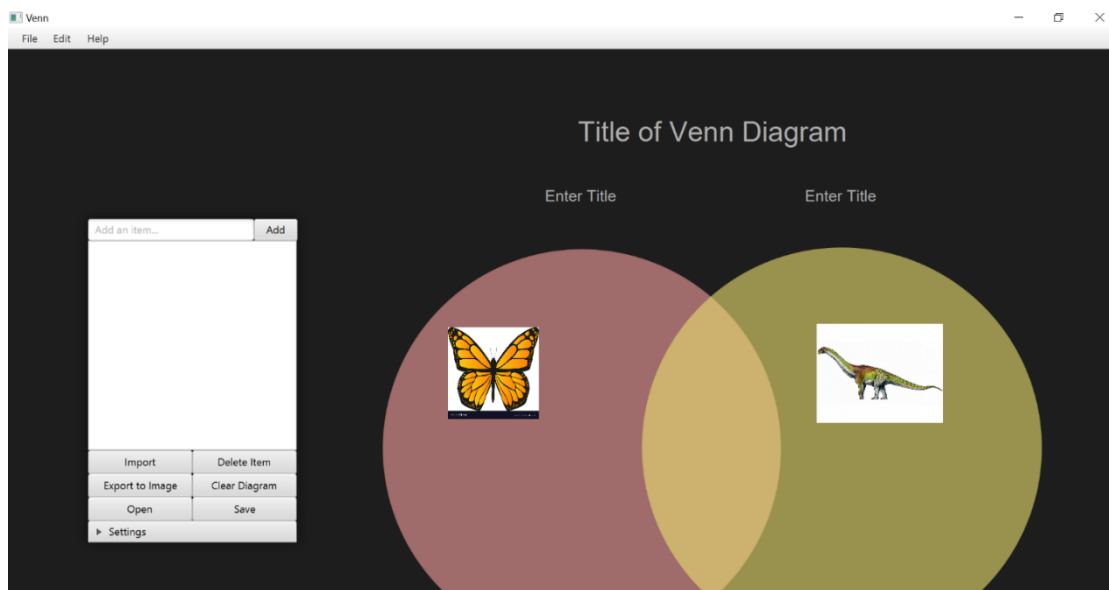 Venn
File Edit Help
Title of Venn Diagram
Enter Title Enter Title
Add an item... Add
Import Delete Item
Export to Image Clear Diagram
Open Save
Settings